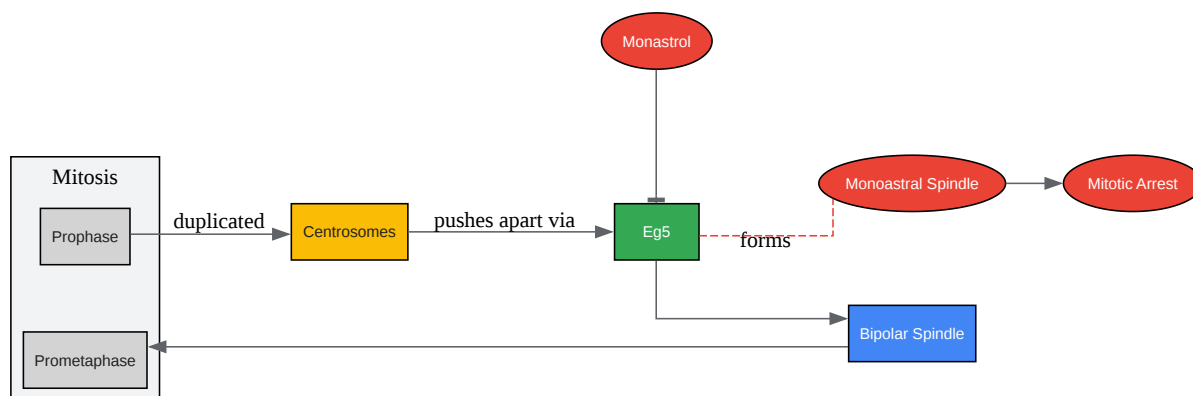 Monastrol
Mitosis
Monoastral Spindle
Mitotic Arrest
Prophase
duplicated
Centrosomes
pushes apart via
Eg5
forms
Bipolar Spindle
Prometaphase